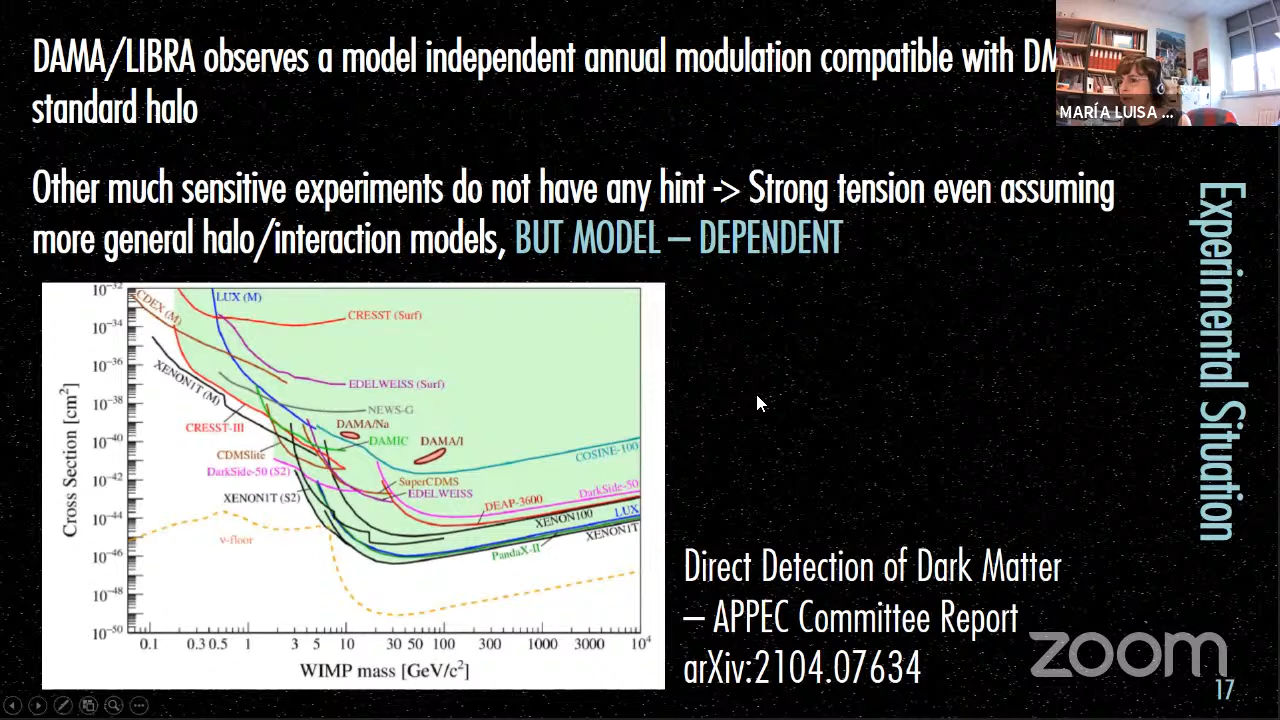 DAMA/LIBRA observes a model independent annual modulation compatible with DM
standard halo
MARÍA LUISA ...
Other much sensitive experiments do not have any hint -> Strong tension even assuming
more general halo/interaction models, BUT MODEL – DEPENDENT
Experimental Situation
Cross Section [cm²]
10⁻³²
10⁻³⁴
10⁻³⁶
10⁻³⁸
10⁻⁴⁰
10⁻⁴²
10⁻⁴⁴
10⁻⁴⁶
10⁻⁴⁸
10⁻⁵⁰
CDEX (M)
LUX (M)
CRESST (Surf)
XENON1T (M)
EDELWEISS (Surf)
NEWS-G
CRESST-III
DAMA/Na
DAMIC
DAMA/I
CDMSlite
COSINE-100
DarkSide-50 (S2)
SuperCDMS
XENON1T (S2)
EDELWEISS
DarkSide-50
DEAP-3600
LUX
XENON100
XENON1T
ν-floor
PandaX-II
0.1 0.3 0.5 1 3 5 10 30 50 100 300 1000 3000 10⁴
WIMP mass [GeV/c²]
Direct Detection of Dark Matter
– APPEC Committee Report
arXiv:2104.07634
zoom
17